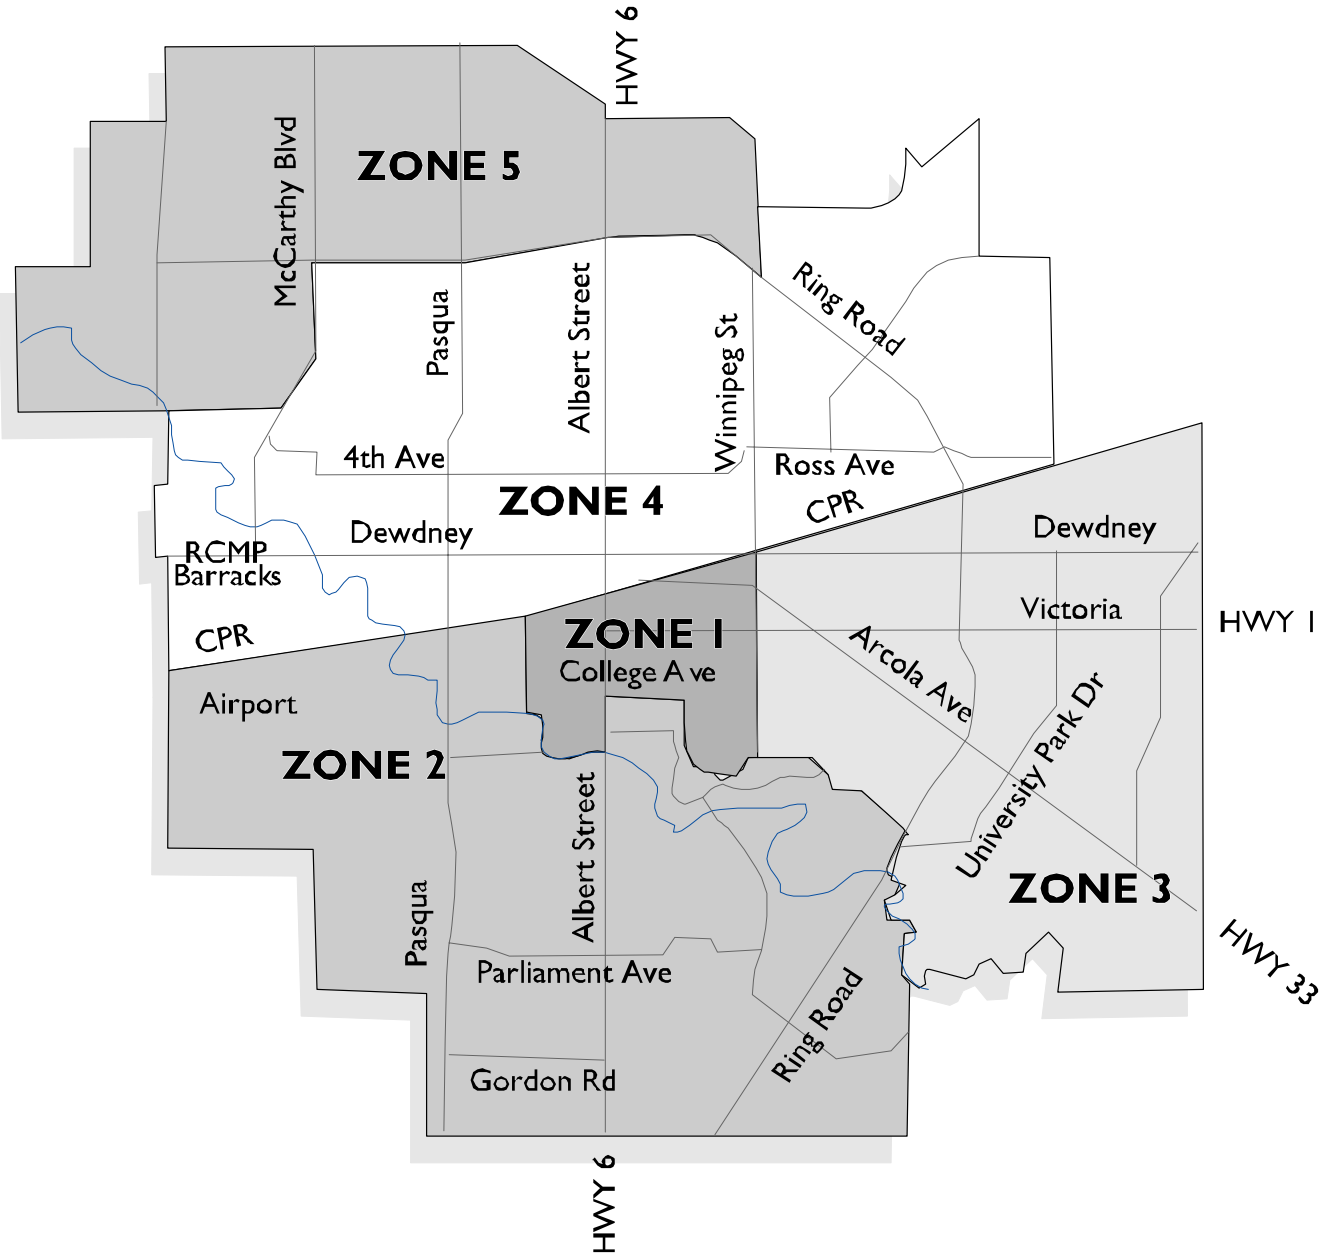 HWY 6
McCarthy Blvd
ZONE 5
Pasqua
Albert Street
Winnipeg St
Ring Road
4th Ave
Ross Ave
ZONE 4
CPR
Dewdney
Dewdney
RCMP
Barracks
Victoria
HWY 1
CPR
ZONE 1
College Ave
Arcola Ave
Airport
University Park Dr
ZONE 2
Albert Street
ZONE 3
Pasqua
HWY 33
Parliament Ave
Ring Road
Gordon Rd
HWY 6